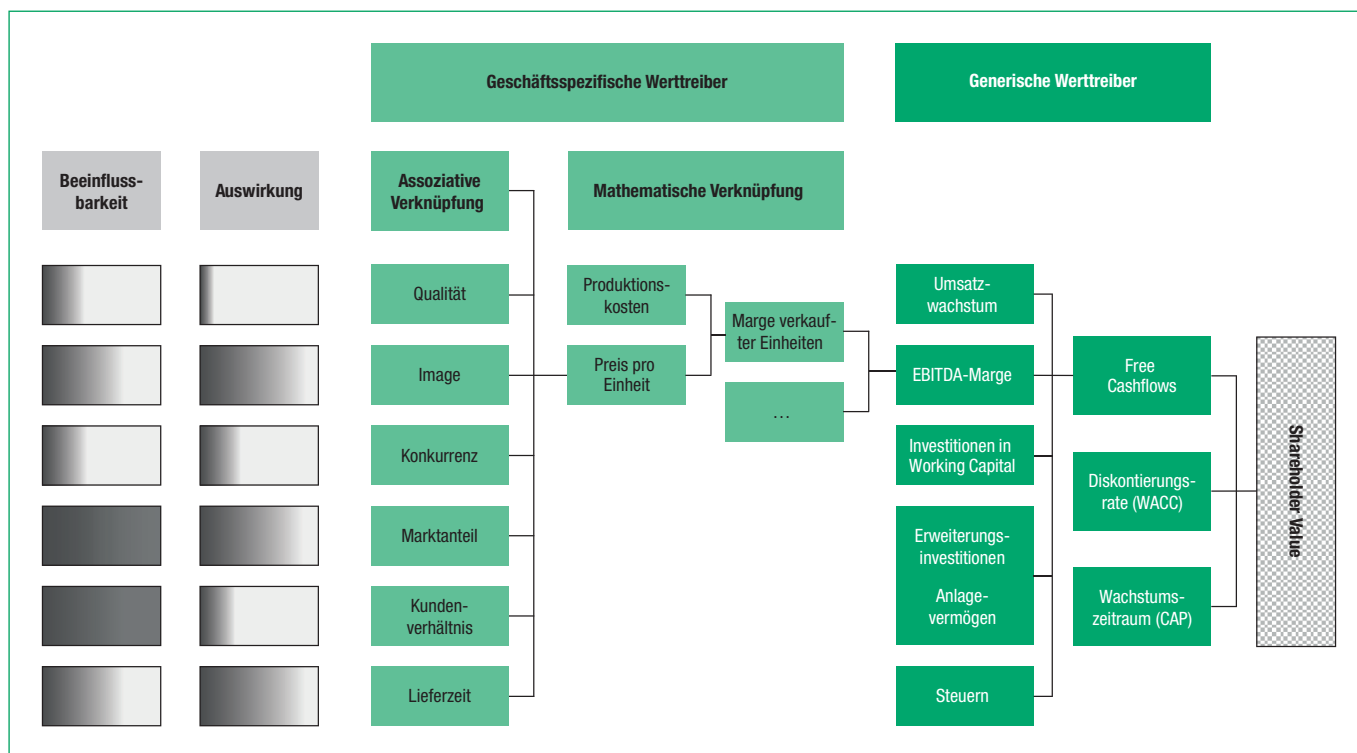 Geschäftsspezifische Werttreiber
Generische Werttreiber
Beeinfluss-
barkeit
Auswirkung
Assoziative
Verknüpfung
Mathematische Verknüpfung
Qualität
Image
Konkurrenz
Marktanteil
Kunden-
verhältnis
Lieferzeit
Produktions-
kosten
Preis pro
Einheit
Marge verkauf-
ter Einheiten
…
Umsatz-
wachstum
EBITDA-Marge
Investitionen in
Working Capital
Erweiterungs-
investitionen
Anlage-
vermögen
Steuern
Free
Cashflows
Diskontierungs-
rate (WACC)
Wachstums-
zeitraum (CAP)
Shareholder Value